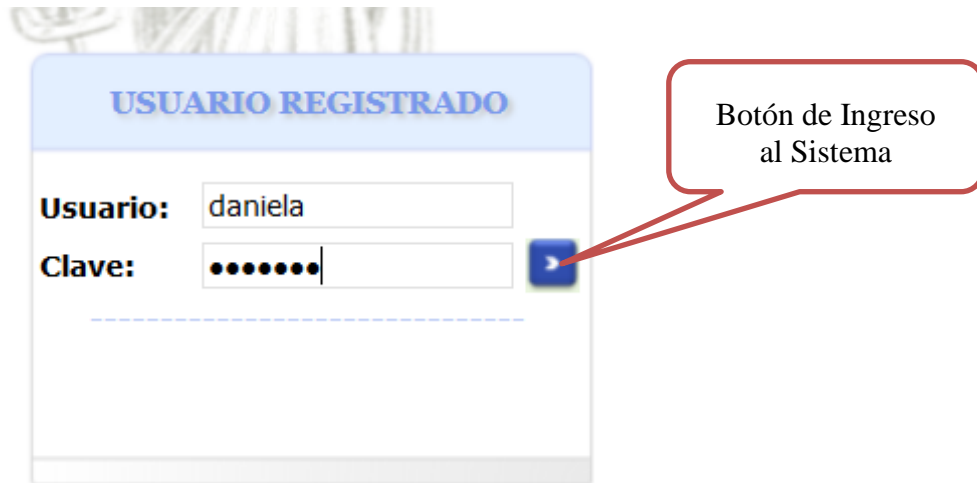 USUARIO REGISTRADO
Botón de Ingreso
al Sistema
Usuario: daniela
Clave: •••••••